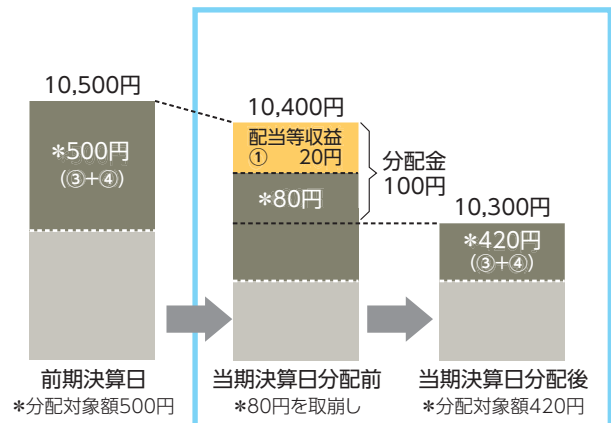 10,500円
*500円
(③+④)
前期決算日
*分配対象額500円
10,400円
配当等収益
① 20円
*80円
分配金
100円
当期決算日分配前
*80円を取崩し
10,300円
*420円
(③+④)
当期決算日分配後
*分配対象額420円